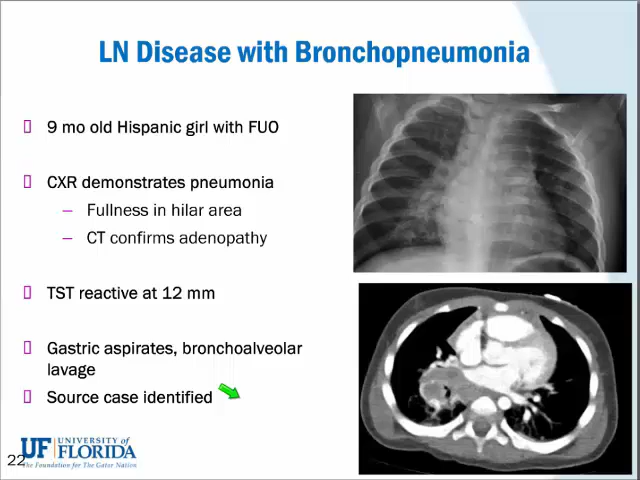 LN Disease with Bronchopneumonia
9 mo old Hispanic girl with FUO
CXR demonstrates pneumonia
– Fullness in hilar area
– CT confirms adenopathy
TST reactive at 12 mm
Gastric aspirates, bronchoalveolar
lavage
Source case identified
UF UNIVERSITY of
FLORIDA
The Foundation for The Gator Nation
22